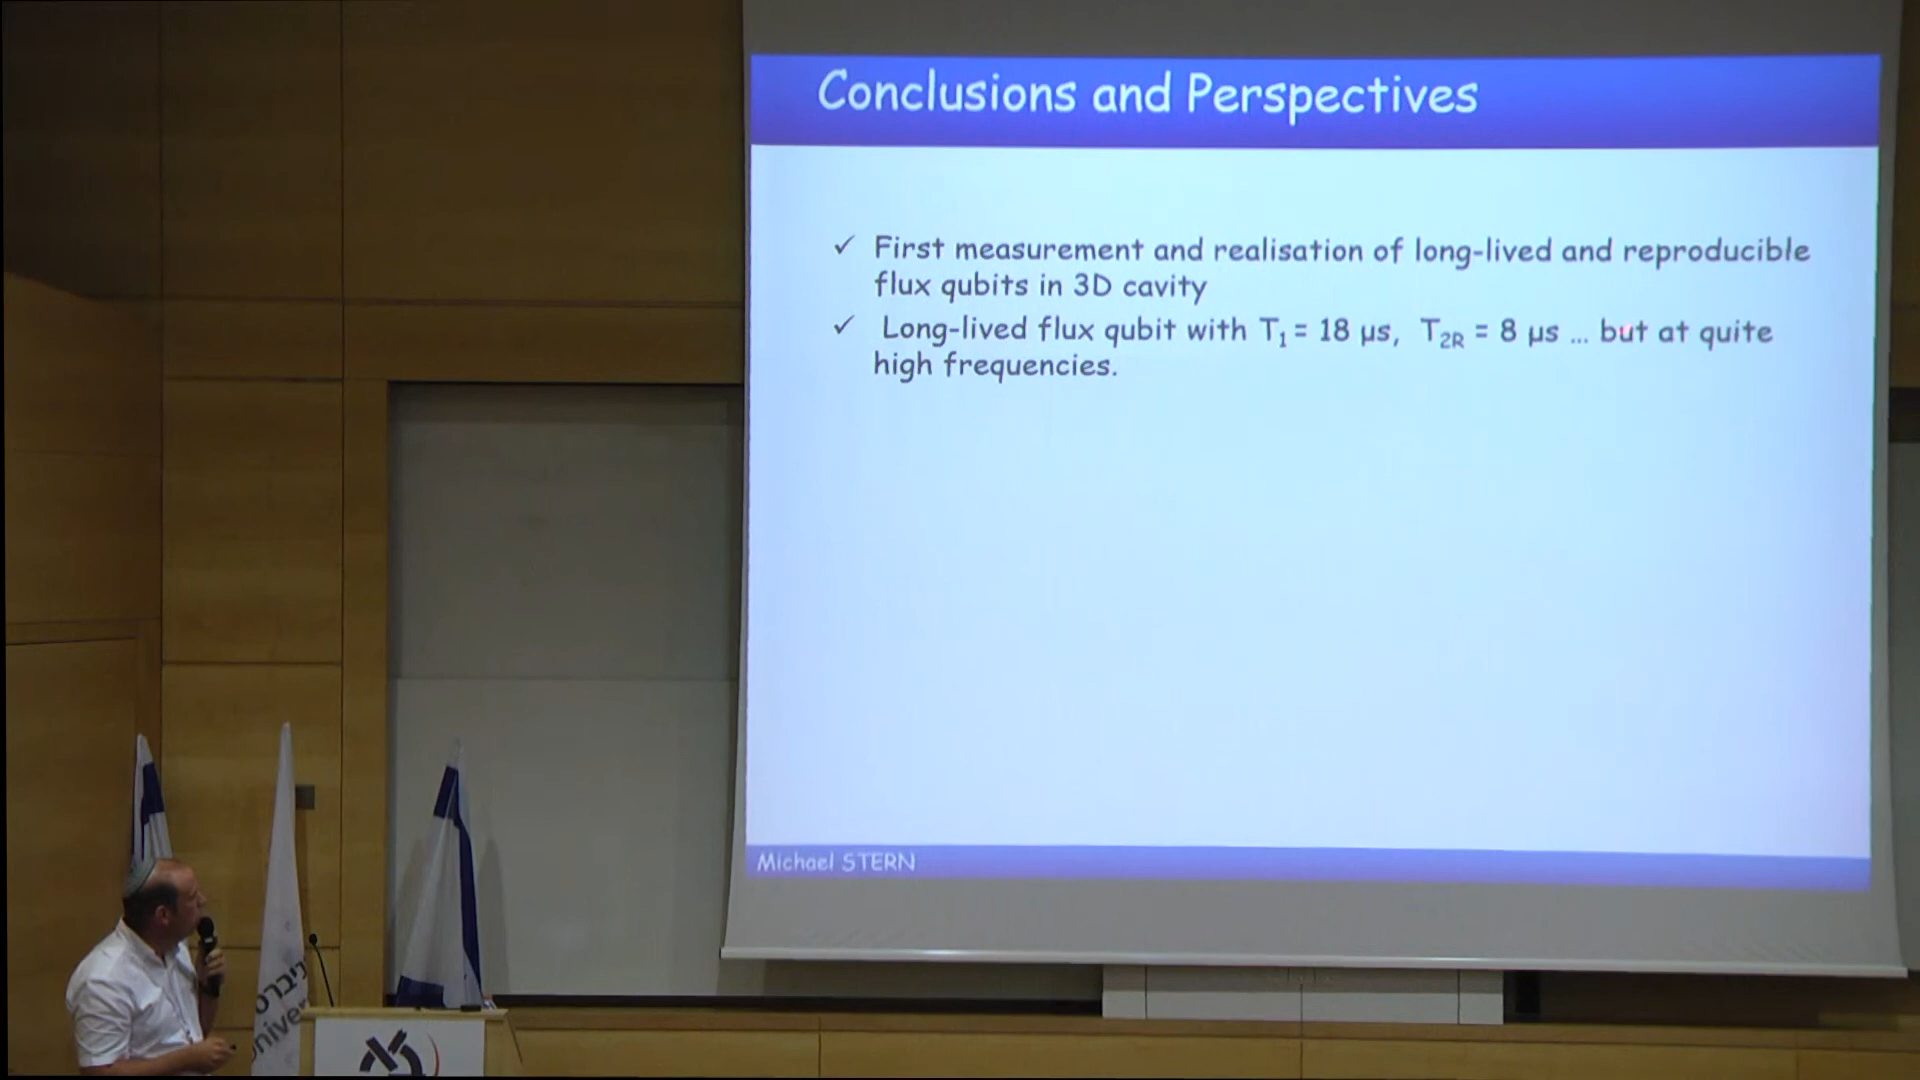 Conclusions and Perspectives
✓ First measurement and realisation of long-lived and reproducible
flux qubits in 3D cavity
✓ Long-lived flux qubit with T₁ = 18 µs, T₂R = 8 µs ... but at quite
high frequencies.
Michael STERN